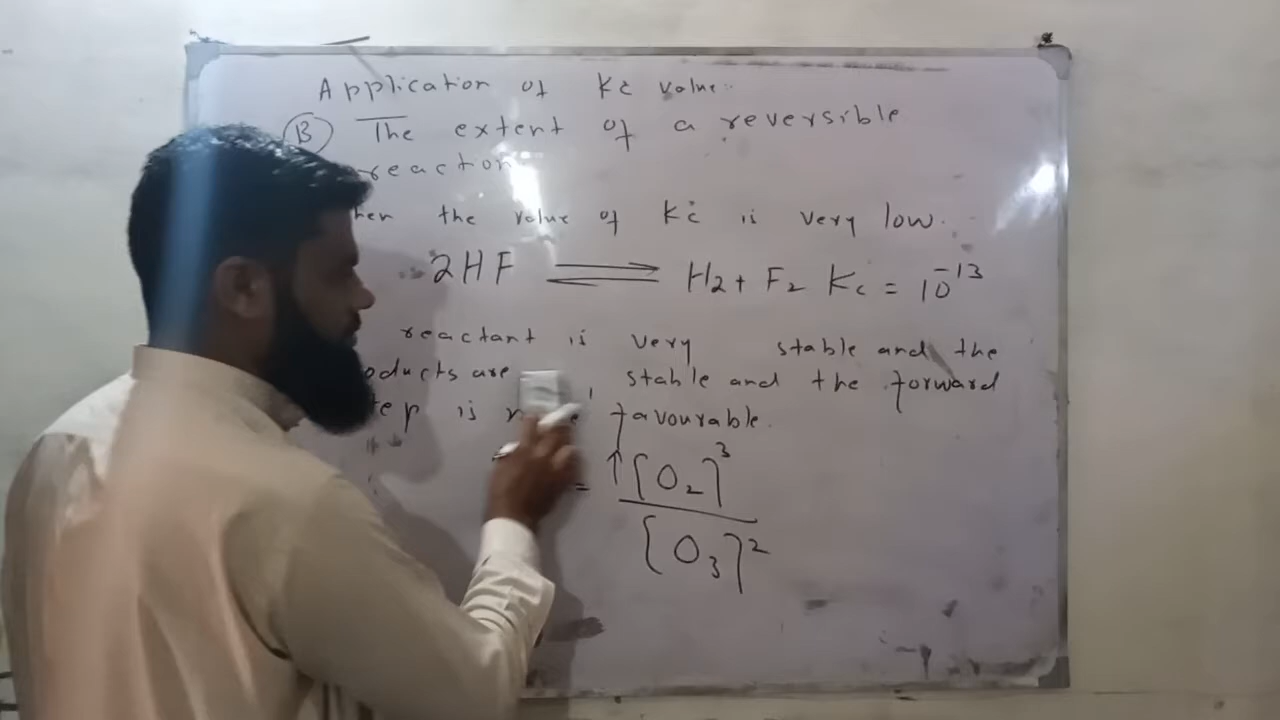 Application of Kc value:
(B) The extent of a reversible
reacton
the value of Kc is very low.
2HF ⇌ H2 + F2 Kc = 10^-13
reactant is very stable and the
are stable and the forward
is favourable.
= ↑[O2]^3
[O3]^2